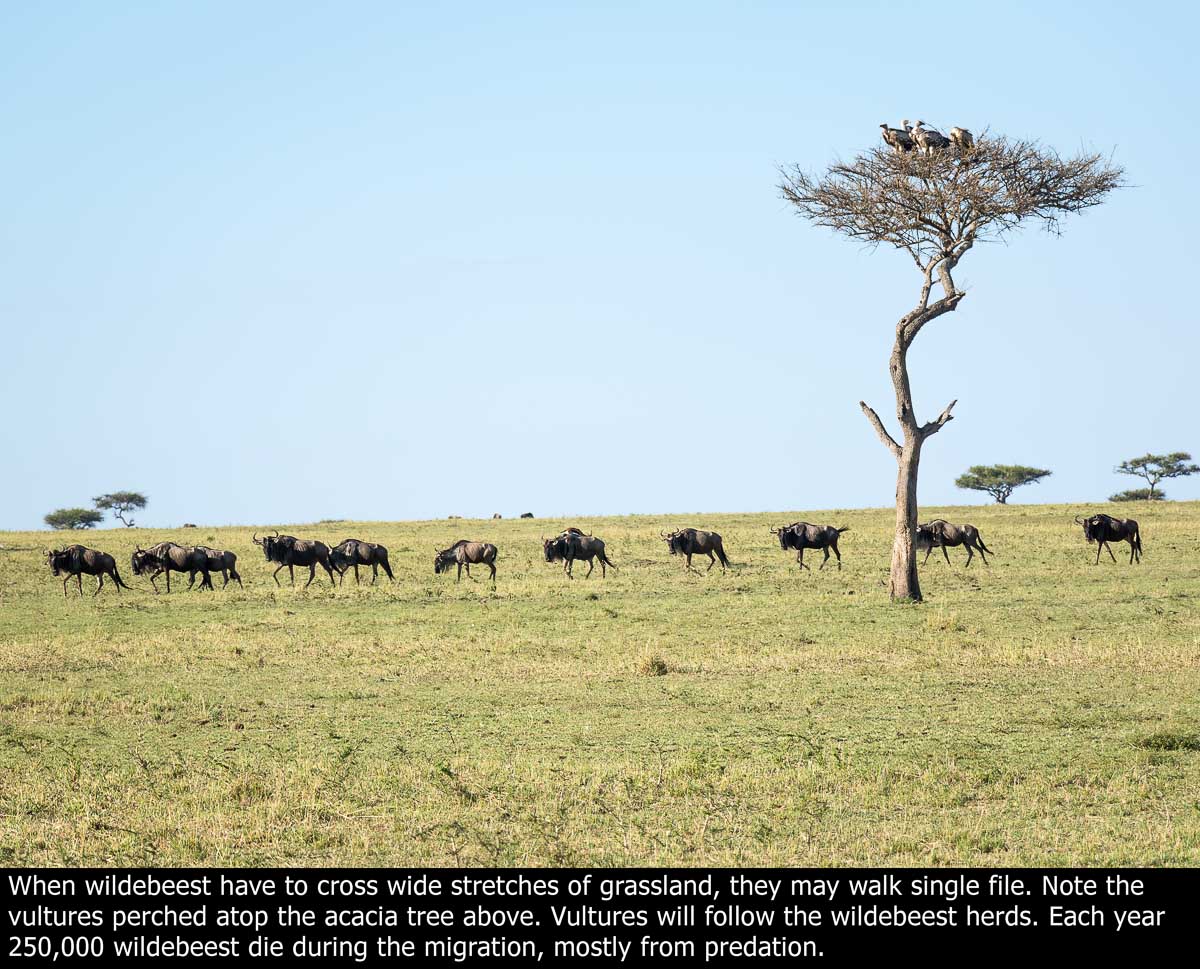 When wildebeest have to cross wide stretches of grassland, they may walk single file. Note the
vultures perched atop the acacia tree above. Vultures will follow the wildebeest herds. Each year
250,000 wildebeest die during the migration, mostly from predation.